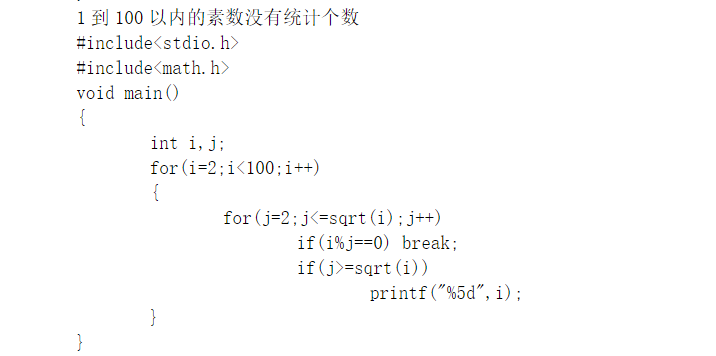 1 到 100 以内的素数没有统计个数
#include<stdio.h>
#include<math.h>
void main()
{
int i,j;
for(i=2;i<100;i++)
{
for(j=2;j<=sqrt(i);j++)
if(i%j==0) break;
if(j>=sqrt(i))
printf("%5d",i);
}
}